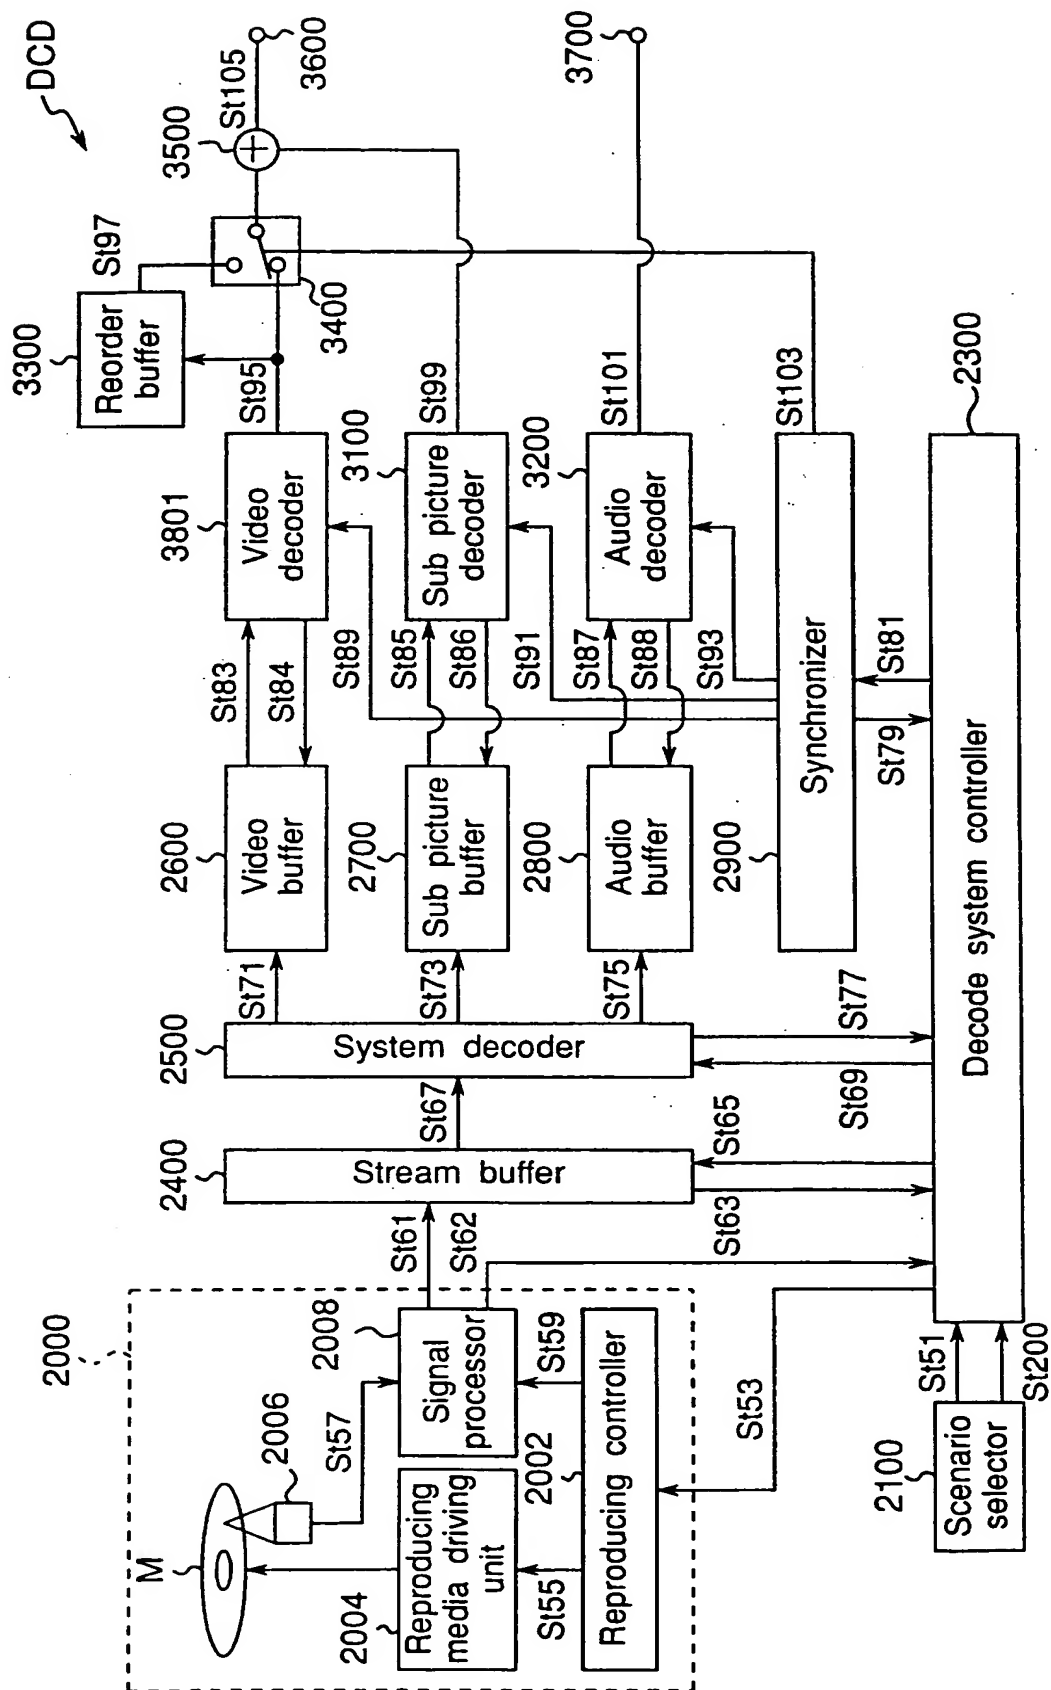 DCD
3600
St105
3500
3700
St97
3300
Reorder
buffer
3400
St95
St99
St101
St103
2300
3801
Video
decoder
3100
Sub picture
decoder
3200
Audio
decoder
St83
St84
St89
St85
St86
St91
St87
St88
St93
St81
St79
2600
Video
buffer
2700
Sub picture
buffer
2800
Audio
buffer
2900
Synchronizer
Decode system controller
St71
St73
St75
St77
2500
System decoder
St69
St67
St65
2400
Stream buffer
St61
St62
St63
2000
2008
Signal
processor
St59
St57
2006
M
2004
Reproducing
media driving
unit
2002
Reproducing controller
St55
St53
St51
St200
2100
Scenario
selector